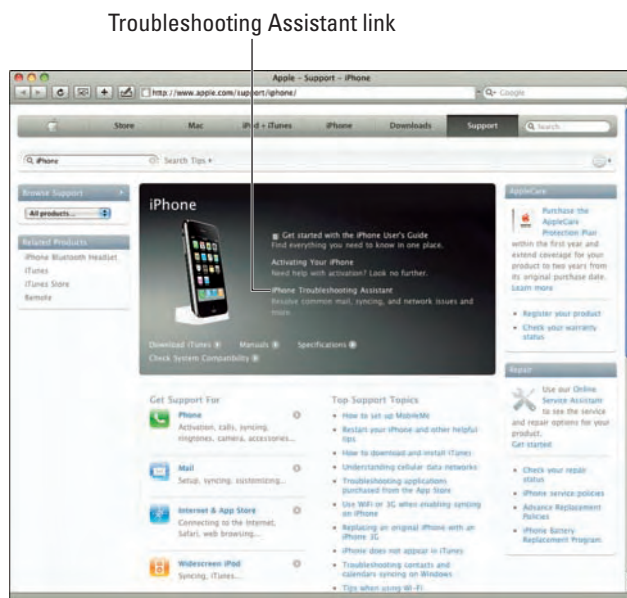 Troubleshooting Assistant link
Apple – Support – iPhone
http://www.apple.com/support/iphone/
Google
Store
Mac
iPod + iTunes
iPhone
Downloads
Support
Search
iPhone
Search Tips
Browse Support
All products...
Related Products
iPhone Bluetooth Headset
iTunes
iTunes Store
Remote
iPhone
Get started with the iPhone User's Guide
Find everything you need to know in one place.
Activating Your iPhone
Need help with activation? Look no further.
iPhone Troubleshooting Assistant
Resolve common mail, syncing, and network issues and
more.
Download iTunes
Manuals
Specifications
Check System Compatibility
AppleCare
Purchase the
AppleCare
Protection Plan
within the first year and
extend coverage for your
product to two years from
its original purchase date.
Learn more
• Register your product
• Check your warranty
status
Repair
Use our Online
Service Assistant
to see the service
and repair options for your
product.
Get started
• Check your repair
status
• iPhone service policies
• Advance Replacement
Policies
• iPhone Battery
Replacement Program
Get Support For
Phone
Activation, calls, syncing,
ringtones, camera, accessories...
Mail
Setup, syncing, customizing...
Internet & App Store
Connecting to the Internet,
Safari, web browsing...
Widescreen iPod
Syncing, iTunes...
Top Support Topics
• How to set up MobileMe
• Restart your iPhone and other helpful
tips
• How to download and install iTunes
• Understanding cellular data networks
• Troubleshooting applications
purchased from the App Store
• Use WiFi or 3G when enabling syncing
on iPhone
• Replacing an original iPhone with an
iPhone 3G
• iPhone does not appear in iTunes
• Troubleshooting contacts and
calendars syncing on Windows
• Tips when using Wi-Fi